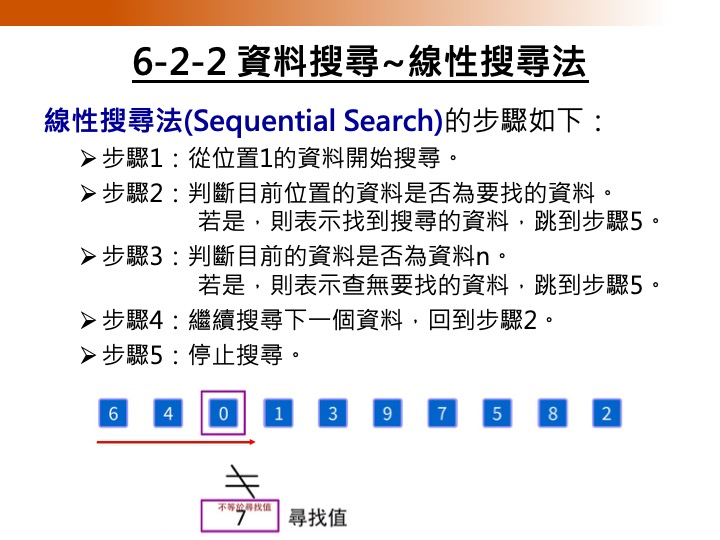 6-2-2 資料搜尋~線性搜尋法
線性搜尋法(Sequential Search)的步驟如下：
➢步驟1：從位置1的資料開始搜尋。
➢步驟2：判斷目前位置的資料是否為要找的資料。
若是，則表示找到搜尋的資料，跳到步驟5。
➢步驟3：判斷目前的資料是否為資料n。
若是，則表示查無要找的資料，跳到步驟5。
➢步驟4：繼續搜尋下一個資料，回到步驟2。
➢步驟5：停止搜尋。
6 4 0 1 3 9 7 5 8 2
≠
不等於尋找值
7 尋找值